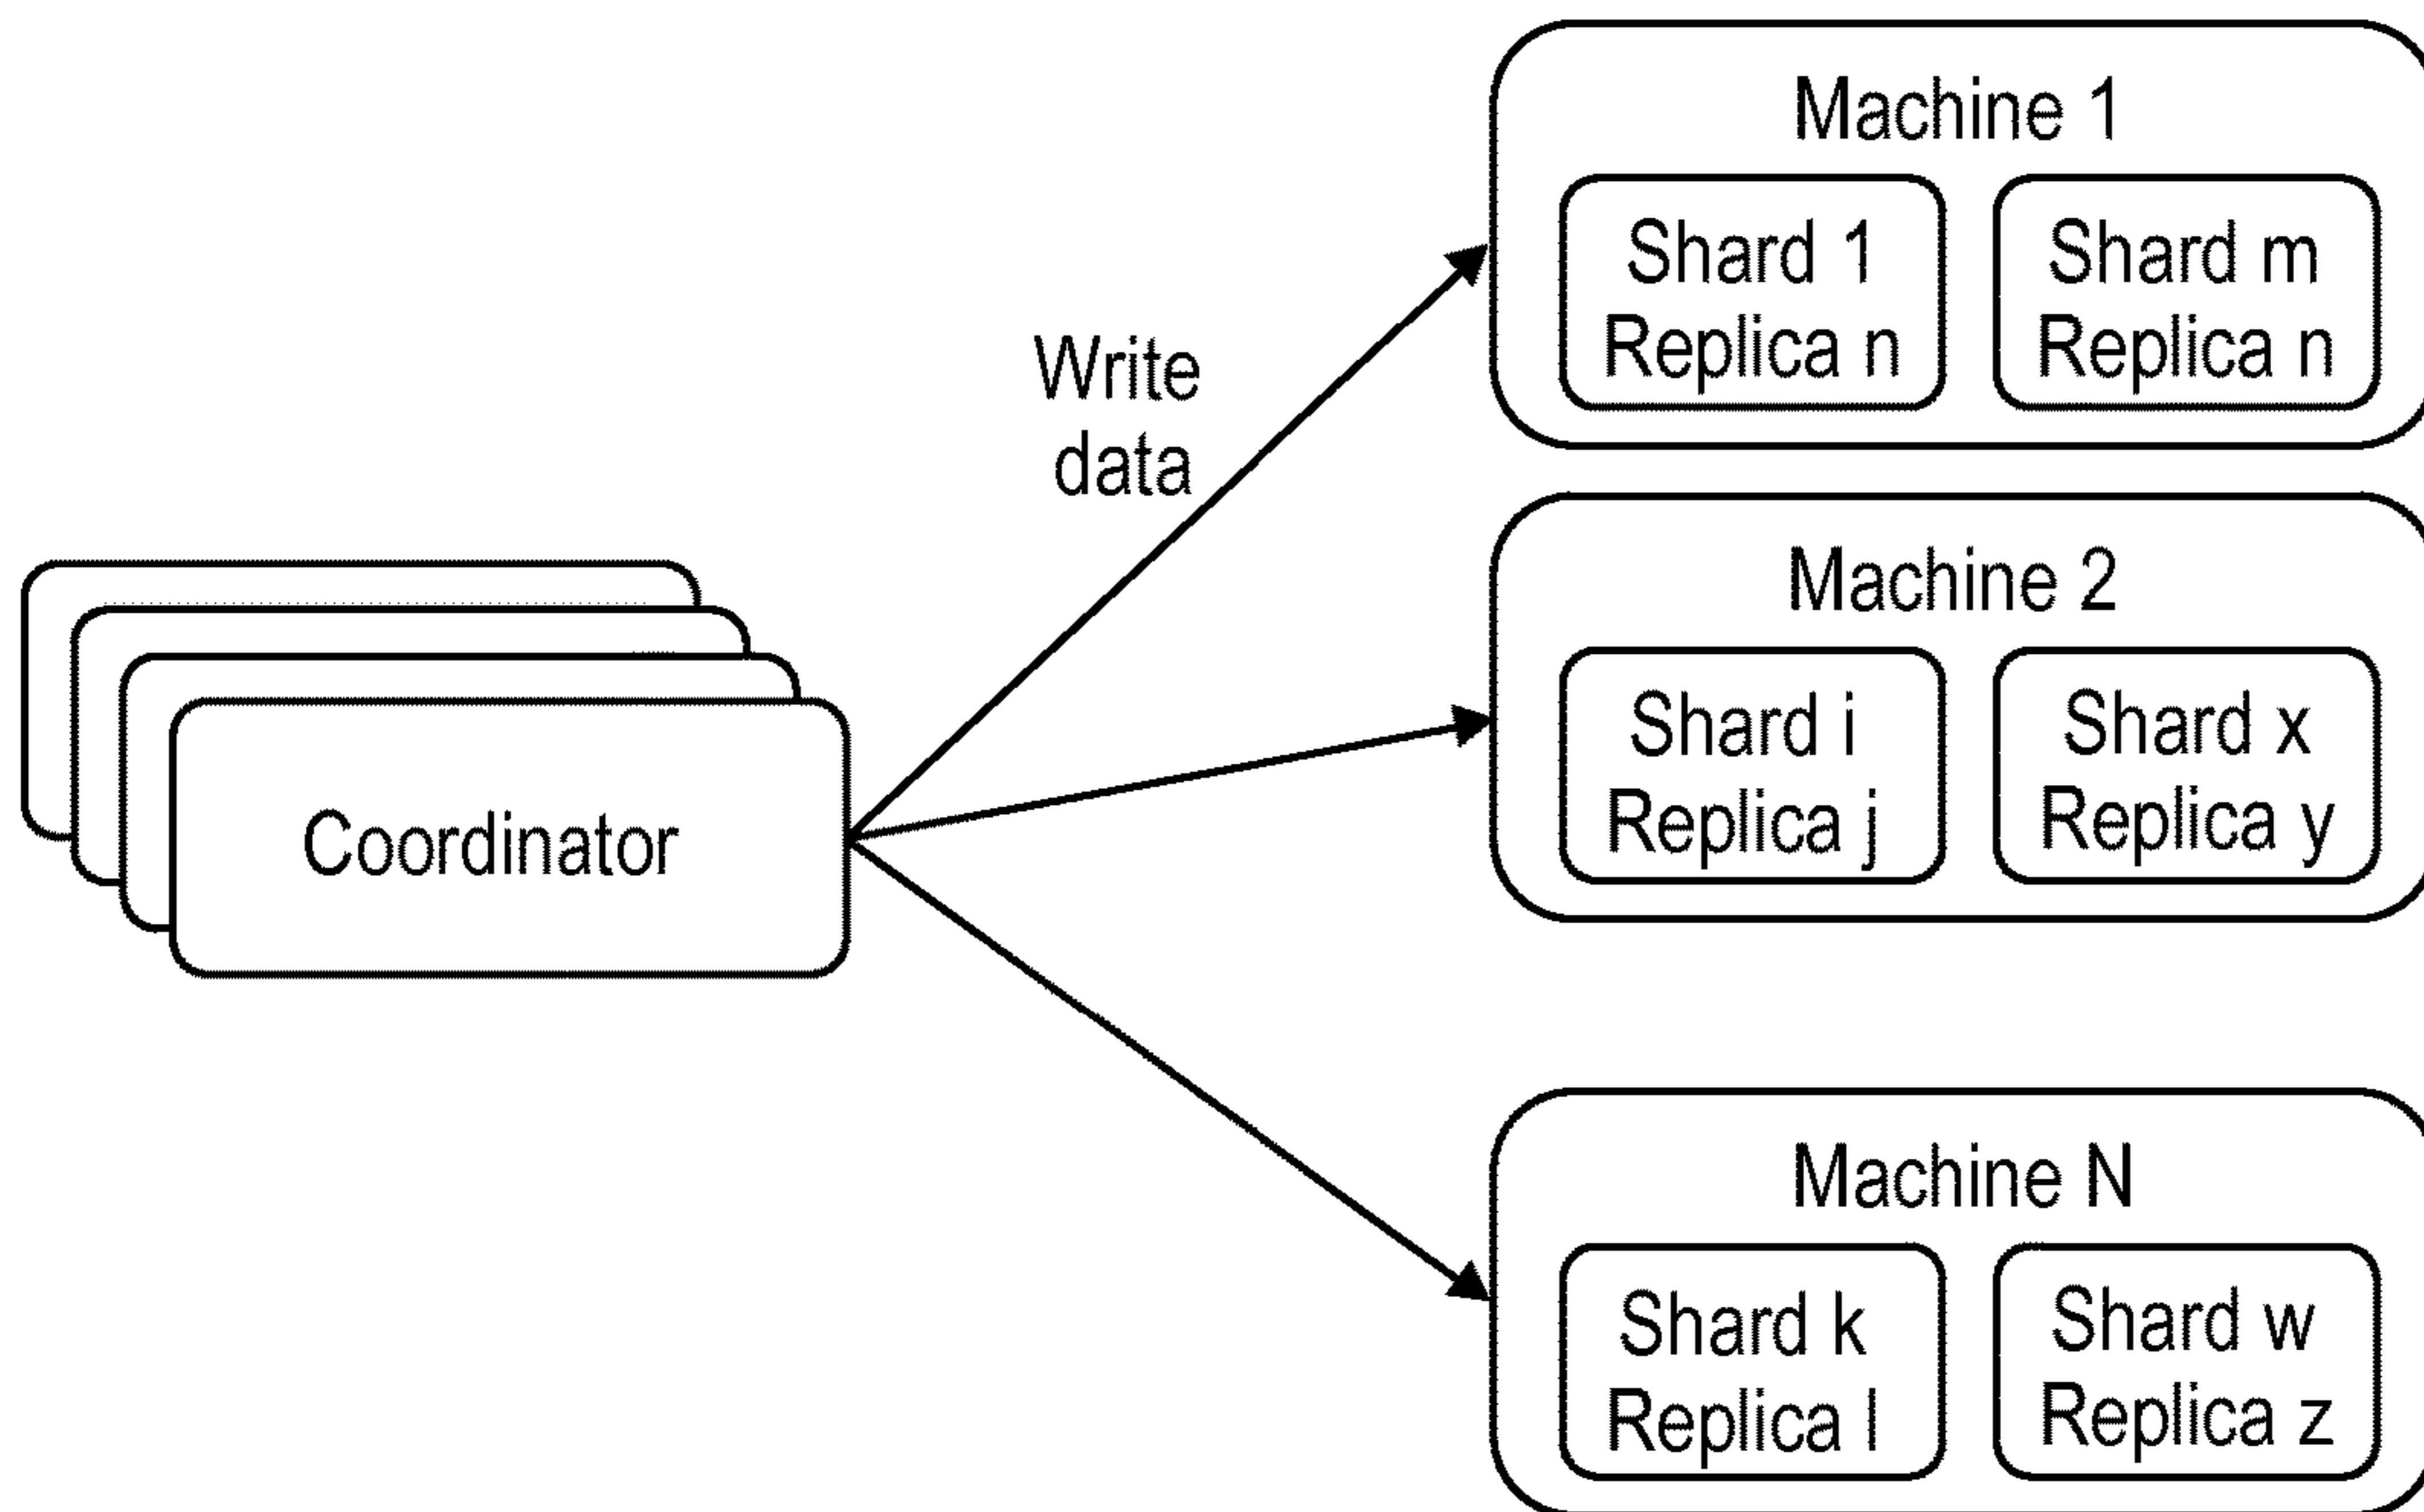 Machine 1
Shard 1
Replica n
Shard m
Replica n
Write
data
Machine 2
Shard i
Replica j
Shard x
Replica y
Coordinator
Machine N
Shard k
Replica l
Shard w
Replica z